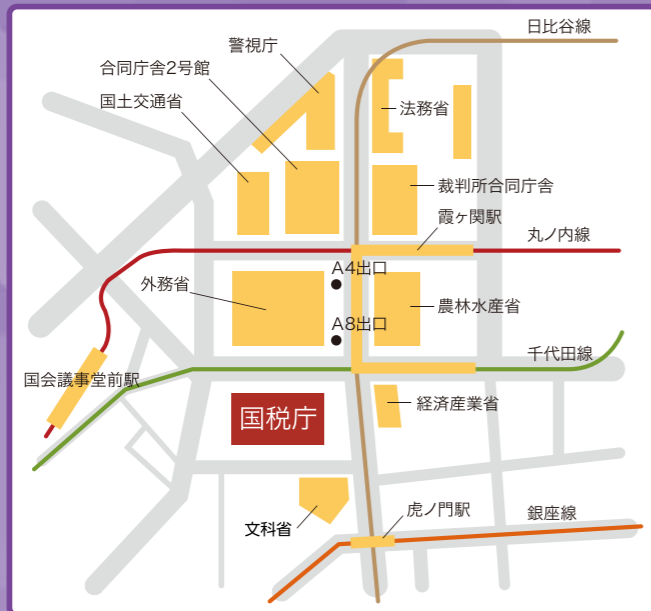 日比谷線
警視庁
合同庁舎2号館
国土交通省
法務省
裁判所合同庁舎
霞ヶ関駅
丸ノ内線
A4出口
外務省
農林水産省
A8出口
千代田線
国会議事堂前駅
経済産業省
国税庁
虎ノ門駅
銀座線
文科省